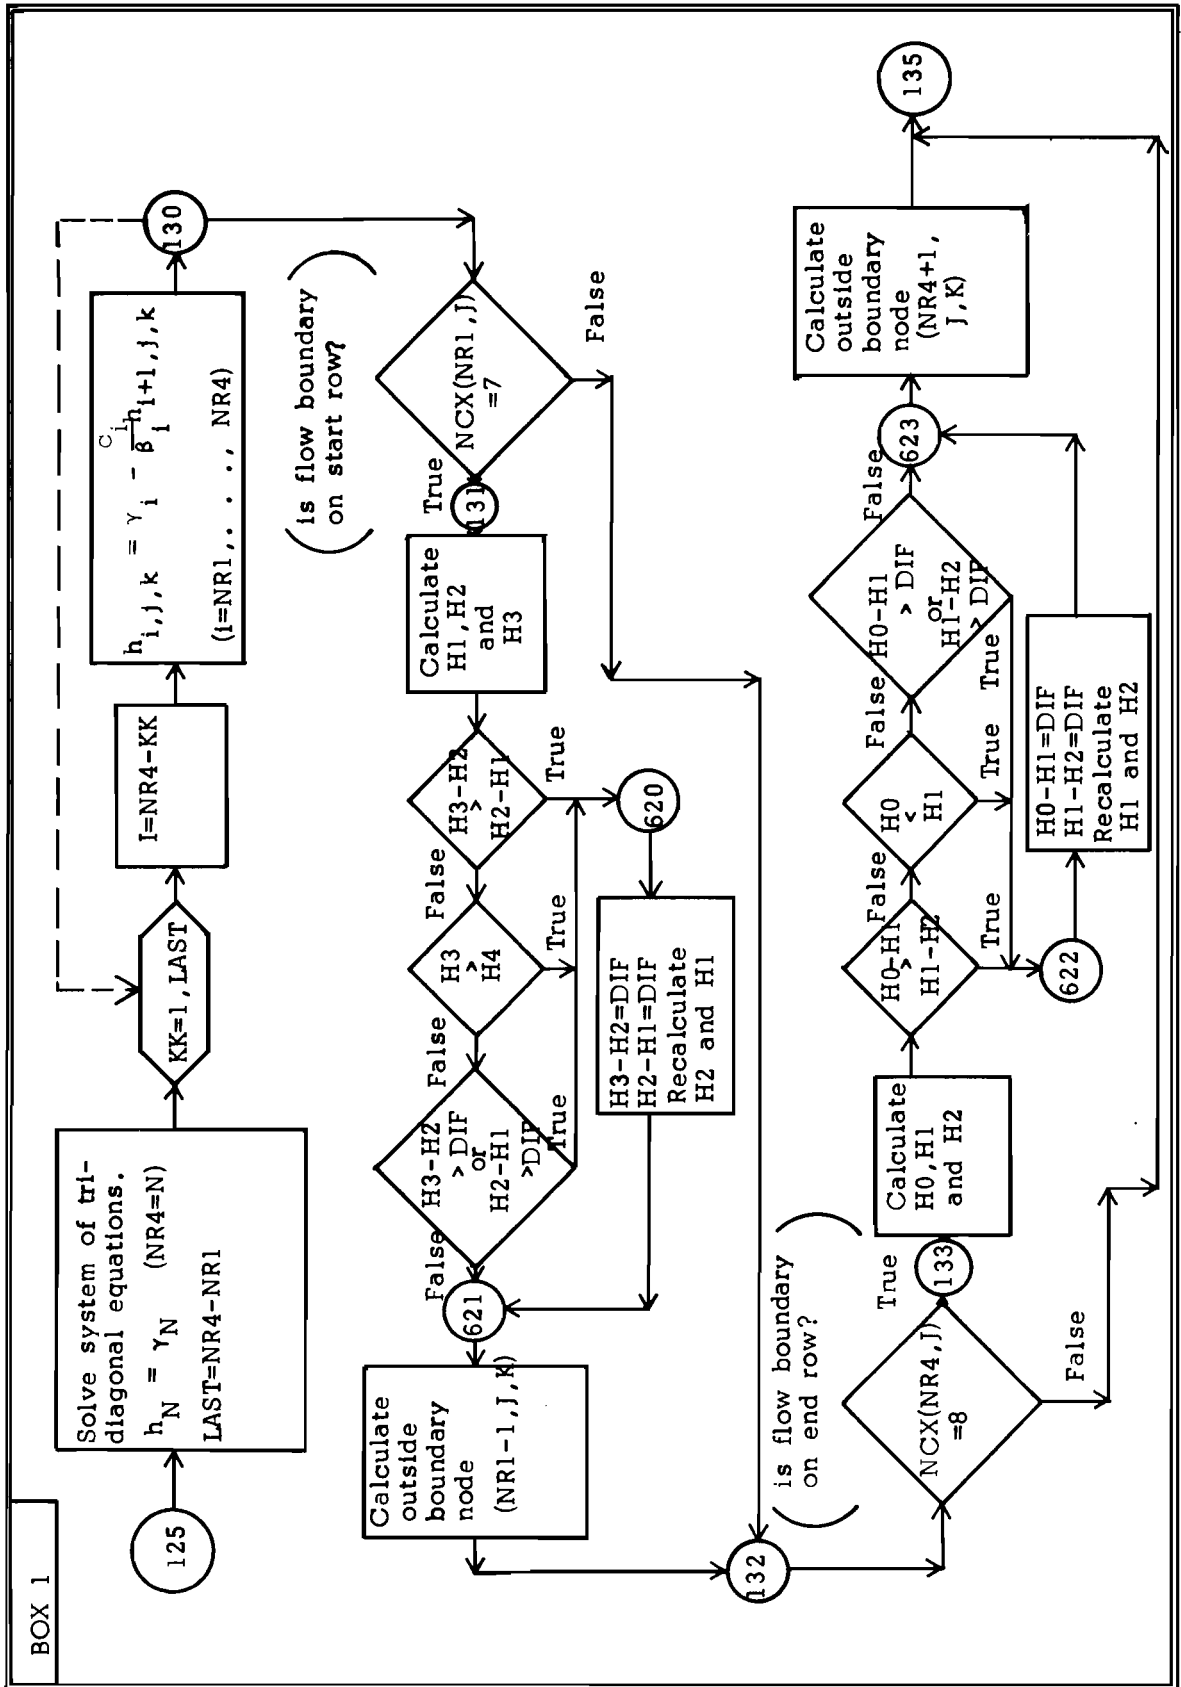 BOX 1
125
Solve system of tri-
diagonal equations.
h_N = γ_N (NR4=N)
LAST=NR4-NR1
KK=1,LAST
I=NR4-KK
h_{i,j,k} = γ_i - C_i/β_i h_{i+1,j,k}
(i=NR1,. . ., NR4)
130
is flow boundary
on start row?
NCX(NR1,J)
=7
True
False
131
Calculate
H1,H2
and
H3
H3-H2
>
H2-H1
True
False
H3
>
H4
True
False
H3-H2
> DIF
or
H2-H1
>DIF
True
False
620
H3-H2=DIF
H2-H1=DIF
Recalculate
H2 and H1
621
Calculate
outside
boundary
node
(NR1-1,J,K)
132
is flow boundary
on end row?
NCX(NR4,J)
=8
True
False
133
Calculate
H0,H1
and H2
H0-H1
>
H1-H2
True
False
H0
<
H1
True
False
H0-H1
> DIF
or
H1-H2
> DIF
True
False
622
H0-H1=DIF
H1-H2=DIF
Recalculate
H1 and H2
623
Calculate
outside
boundary
node
(NR4+1,
J,K)
135